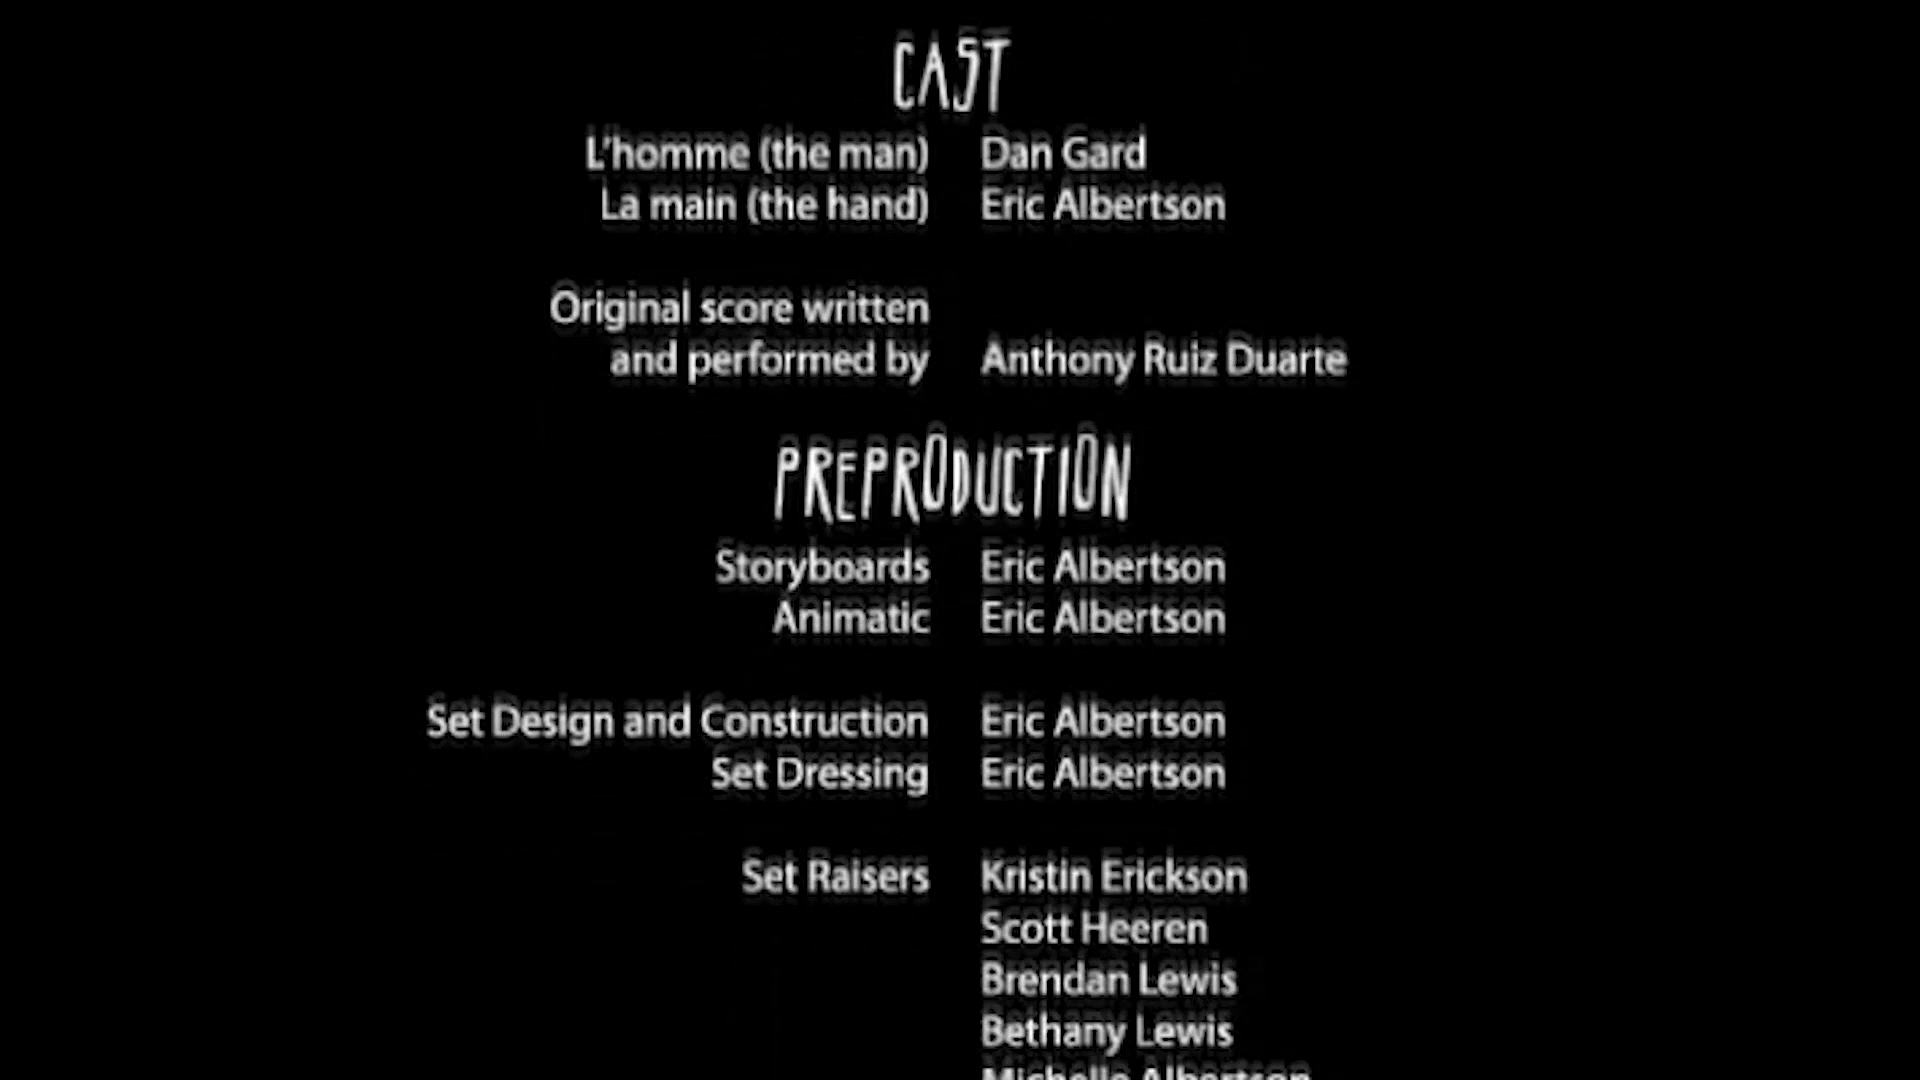 CAST
L'homme (the man) Dan Gard
La main (the hand) Eric Albertson
Original score written
and performed by Anthony Ruiz Duarte
PREPRODUCTION
Storyboards Eric Albertson
Animatic Eric Albertson
Set Design and Construction Eric Albertson
Set Dressing Eric Albertson
Set Raisers Kristin Erickson
Scott Heeren
Brendan Lewis
Bethany Lewis
Michelle Albertson